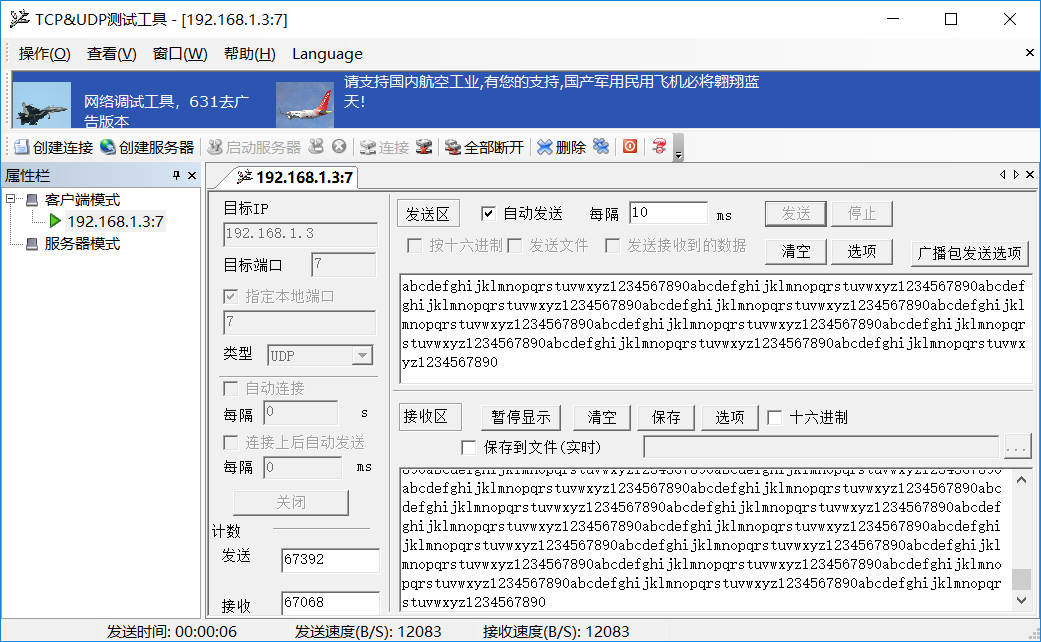 TCP&UDP测试工具 - [192.168.1.3:7]
操作(O) 查看(V) 窗口(W) 帮助(H) Language
网络调试工具，631去广
告版本
请支持国内航空工业,有您的支持,国产军用民用飞机必将翱翔蓝
天!
创建连接 创建服务器 启动服务器 连接 全部断开 删除
属性栏
客户端模式
192.168.1.3:7
服务器模式
192.168.1.3:7
目标IP
192.168.1.3
目标端口 7
指定本地端口
7
类型 UDP
自动连接
每隔 0 s
连接上后自动发送
每隔 0 ms
关闭
计数
发送 67392
接收 67068
发送区 自动发送 每隔 10 ms 发送 停止
按十六进制 发送文件 发送接收到的数据 清空 选项 广播包发送选项
abcdefghijklmnopqrstuvwxyz1234567890abcdefghijklmnopqrstuvwxyz1234567890abcdef
ghijklmnopqrstuvwxyz1234567890abcdefghijklmnopqrstuvwxyz1234567890abcdefghijkl
mnopqrstuvwxyz1234567890abcdefghijklmnopqrstuvwxyz1234567890abcdefghijklmnopqr
stuvwxyz1234567890abcdefghijklmnopqrstuvwxyz1234567890abcdefghijklmnopqrstuvwx
yz1234567890
接收区 暂停显示 清空 保存 选项 十六进制
保存到文件(实时) ...
890abcdefghijklmnopqrstuvwxyz1234567890abcdefghijklmnopqrstuvwxyz1234567890
abcdefghijklmnopqrstuvwxyz1234567890abcdefghijklmnopqrstuvwxyz1234567890abc
defghijklmnopqrstuvwxyz1234567890abcdefghijklmnopqrstuvwxyz1234567890abcdef
ghijklmnopqrstuvwxyz1234567890abcdefghijklmnopqrstuvwxyz1234567890abcdefghi
jklmnopqrstuvwxyz1234567890abcdefghijklmnopqrstuvwxyz1234567890abcdefghijkl
mnopqrstuvwxyz1234567890abcdefghijklmnopqrstuvwxyz1234567890abcdefghijklmno
pqrstuvwxyz1234567890abcdefghijklmnopqrstuvwxyz1234567890abcdefghijklmnopqr
stuvwxyz1234567890
发送时间: 00:00:06 发送速度(B/S): 12083 接收速度(B/S): 12083